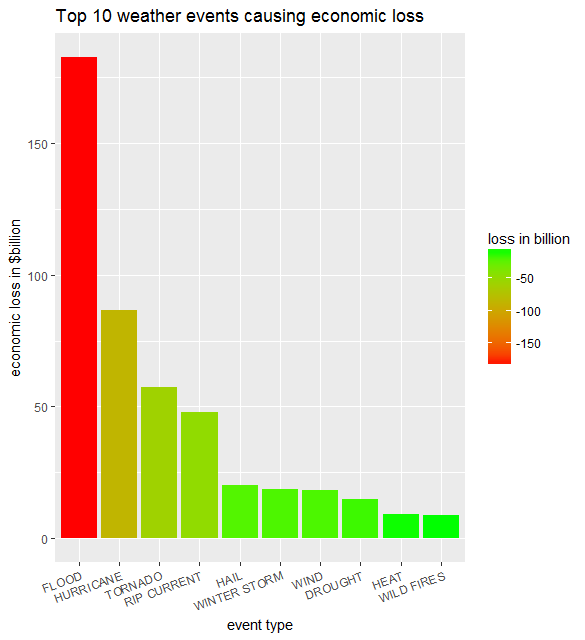 Top 10 weather events causing economic loss
economic loss in $billion
150
100
50
0
FLOOD
HURRICANE
TORNADO
RIP CURRENT
HAIL
WINTER STORM
WIND
DROUGHT
HEAT
WILD FIRES
event type
loss in billion
-50
-100
-150